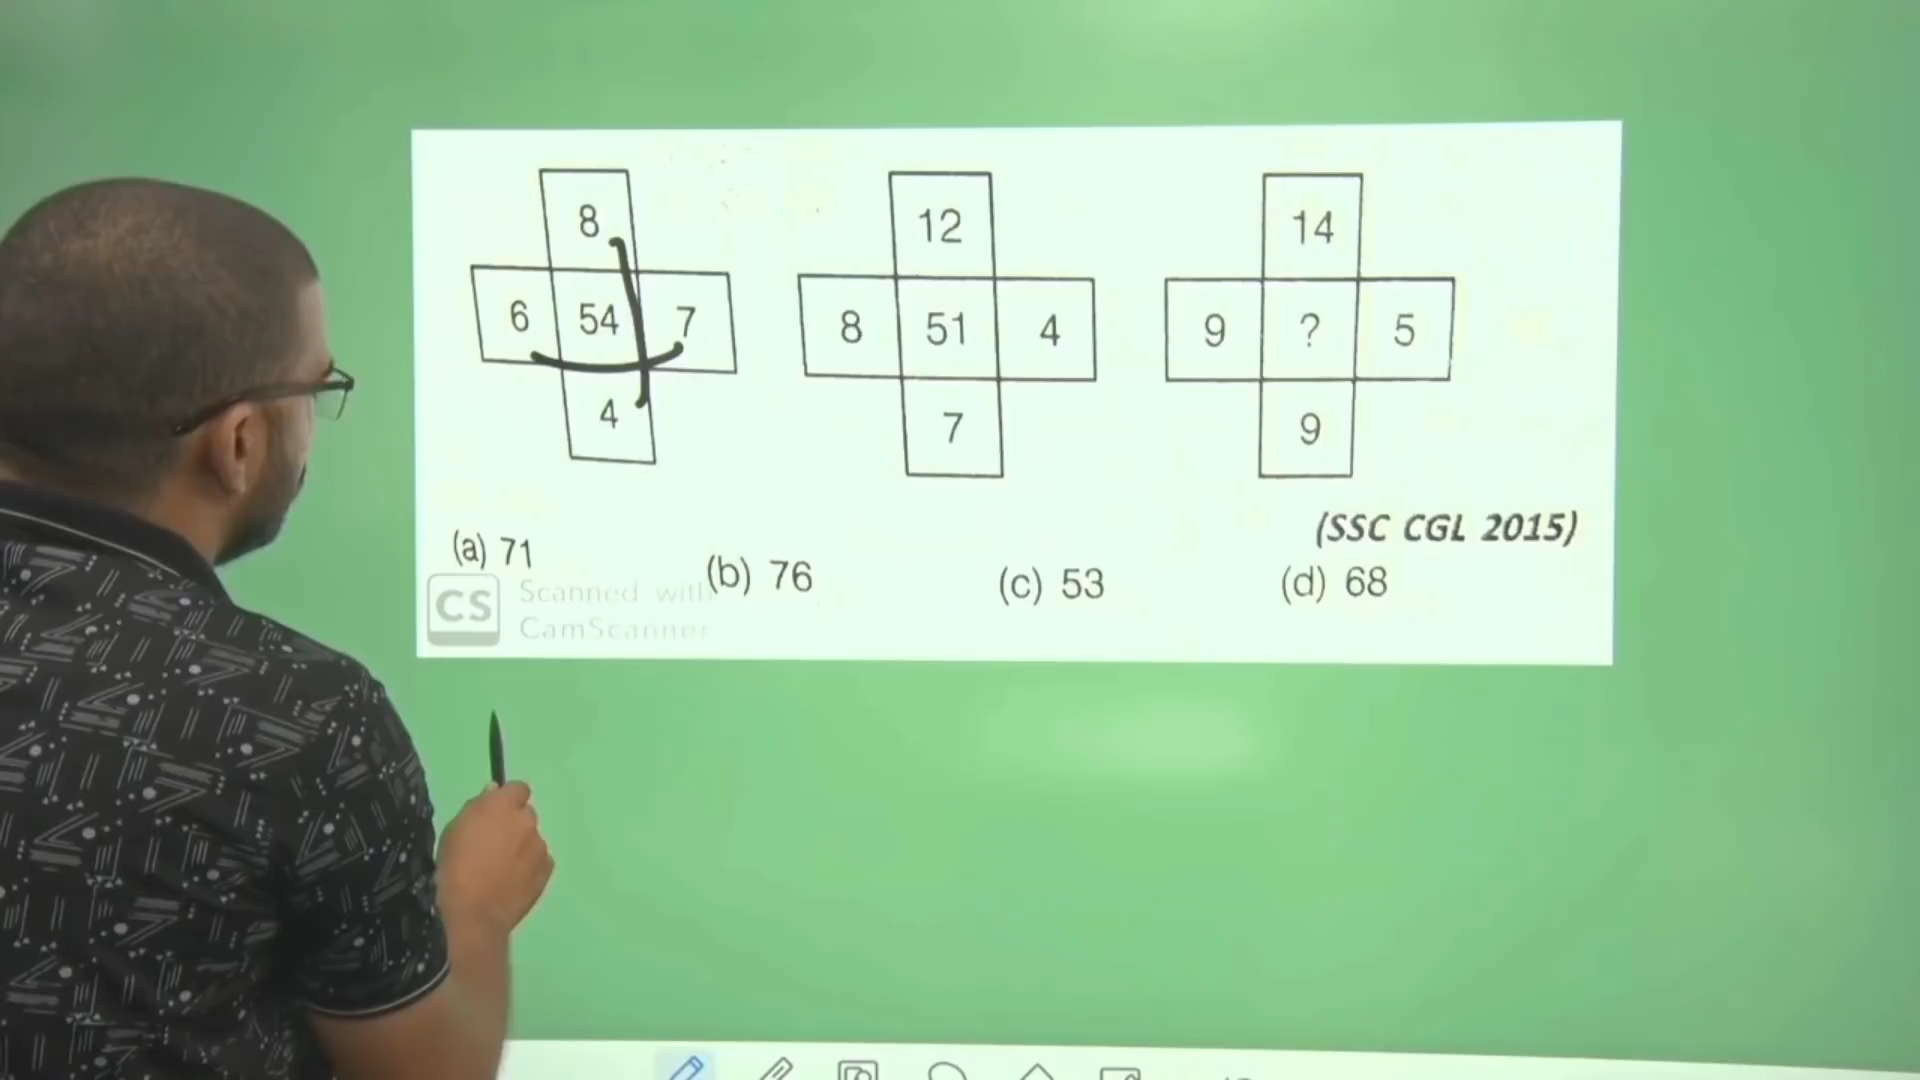 8 12 14
6 54 7 8 51 4 9 ? 5
4 7 9
(SSC CGL 2015)
(a) 71 (b) 76 (c) 53 (d) 68
CS Scanned with
CamScanner